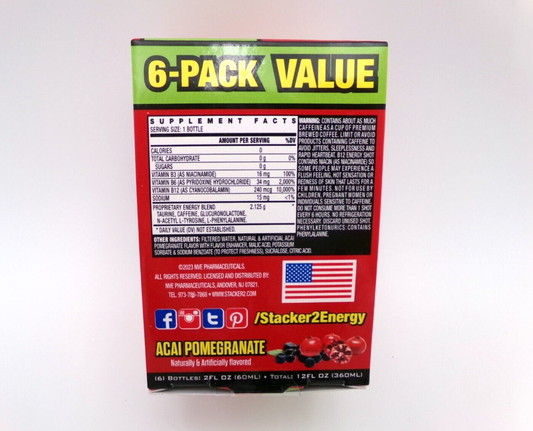 6-PACK VALUE
SUPPLEMENT FACTS
SERVING SIZE: 1 BOTTLE
AMOUNT PER SERVING %DV
CALORIES 0
TOTAL CARBOHYDRATE 0 g 0%
SUGARS 0 g
VITAMIN B3 (AS NIACINAMIDE) 16 mg 100%
VITAMIN B6 (AS PYRIDOXINE HYDROCHLORIDE) 34 mg 2,000%
VITAMIN B12 (AS CYANOCOBALAMIN) 240 mcg 10,000%
SODIUM 15 mg <1%
PROPRIETARY ENERGY BLEND 2.125 g *
TAURINE, CAFFEINE, GLUCURONOLACTONE,
N-ACETYL L-TYROSINE, L-PHENYLALANINE.
* DAILY VALUE (DV) NOT ESTABLISHED.
OTHER INGREDIENTS: FILTERED WATER, NATURAL & ARTIFICIAL ACAI
POMEGRANATE FLAVOR WITH FLAVOR ENHANCER, MALIC ACID, POTASSIUM
SORBATE & SODIUM BENZOATE (TO PROTECT FRESHNESS), SUCRALOSE, CITRIC ACID.
WARNING: CONTAINS ABOUT AS MUCH
CAFFEINE AS A CUP OF PREMIUM
BREWED COFFEE. LIMIT OR AVOID
PRODUCTS CONTAINING CAFFEINE TO
AVOID JITTERS, SLEEPLESSNESS AND
RAPID HEARTBEAT. B12 ENERGY SHOT
CONTAINS NIACIN (AS NIACINAMIDE) SO
SOME PEOPLE MAY EXPERIENCE A
FLUSH FEELING, HOT SENSATION OR
REDNESS OF SKIN THAT LASTS FOR A
FEW MINUTES. NOT FOR USE BY
CHILDREN, PREGNANT WOMEN OR
INDIVIDUALS SENSITIVE TO CAFFEINE.
DO NOT CONSUME MORE THAN 1 SHOT
EVERY 6 HOURS. NO REFRIGERATION
NECESSARY. DISCARD UNUSED SHOT.
PHENYLKETONURICS: CONTAINS
PHENYLALANINE.
©2023 NVE PHARMACEUTICALS.
ALL RIGHTS RESERVED. LICENSED AND DISTRIBUTED BY:
NVE PHARMACEUTICALS, ANDOVER, NJ 07821.
TEL. 973-786-7868 • WWW.STACKER2.COM
/Stacker2Energy
ACAI POMEGRANATE
Naturally & Artificially flavored
(6) BOTTLES: 2FL OZ (60ML) • TOTAL: 12FL OZ (360ML)